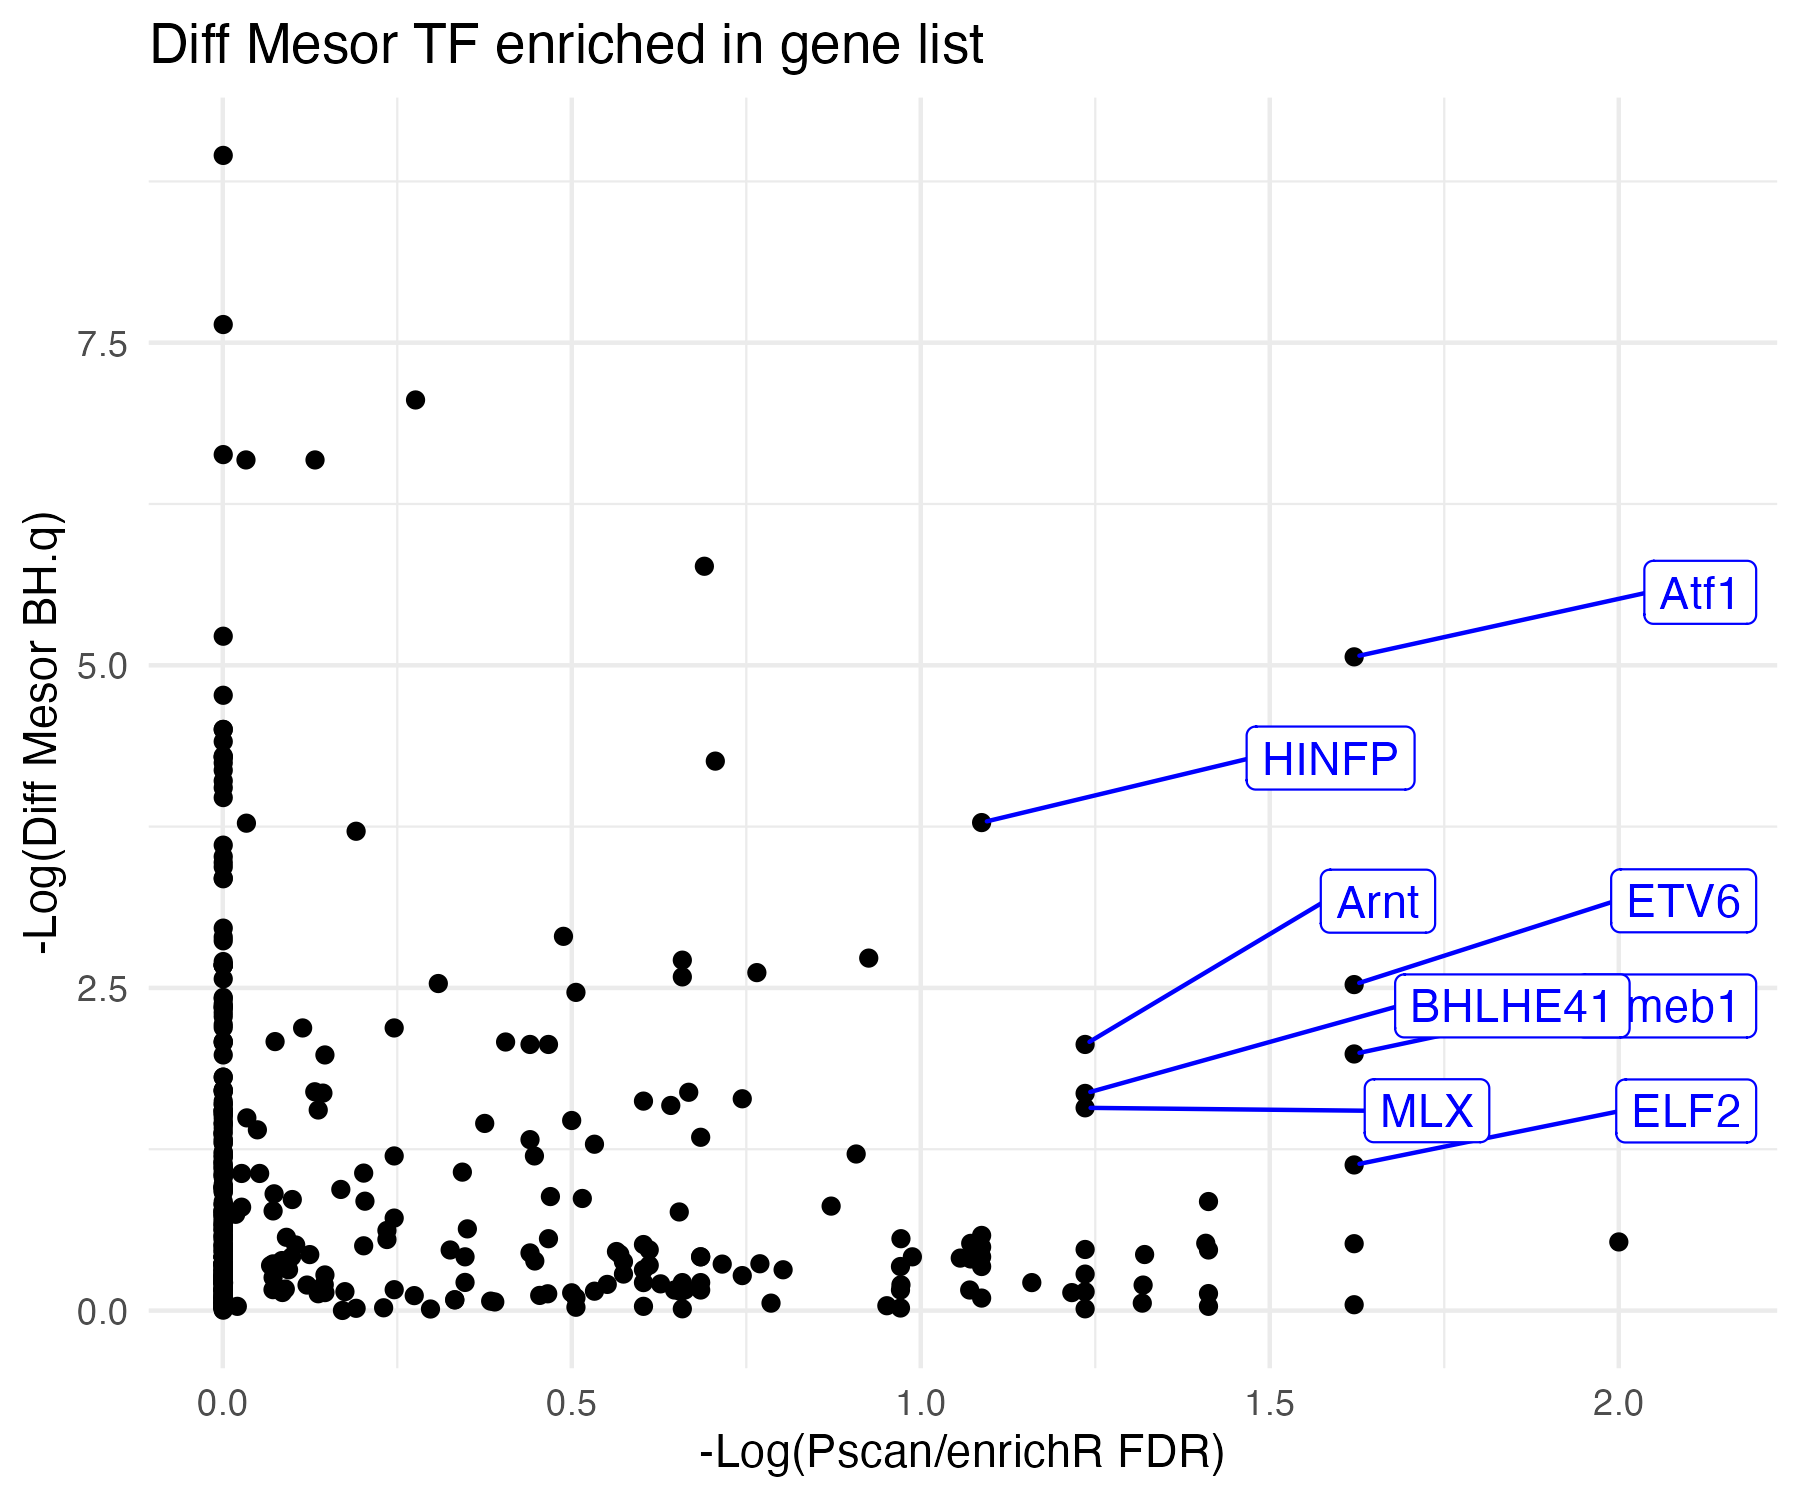 Diff Mesor TF enriched in gene list
-Log(Diff Mesor BH.q)
7.5
5.0
2.5
0.0
Atf1
HINFP
Arnt
ETV6
BHLHE41
meb1
MLX
ELF2
0.0
0.5
1.0
1.5
2.0
-Log(Pscan/enrichR FDR)